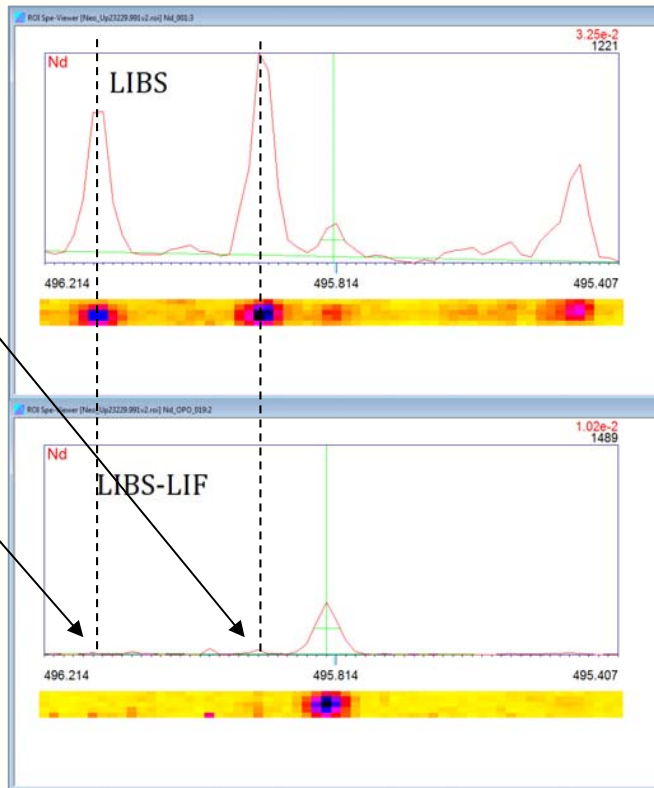 ROI Spe-Viewer [Neo_Up23229.991v2.roi] Nd_001:3
3.25e-2
1221
Nd
LIBS
496.214
495.814
495.407
ROI Spe-Viewer [Neo_Up23229.991v2.roi] Nd_OPO_019:2
1.02e-2
1489
Nd
LIBS-LIF
496.214
495.814
495.407